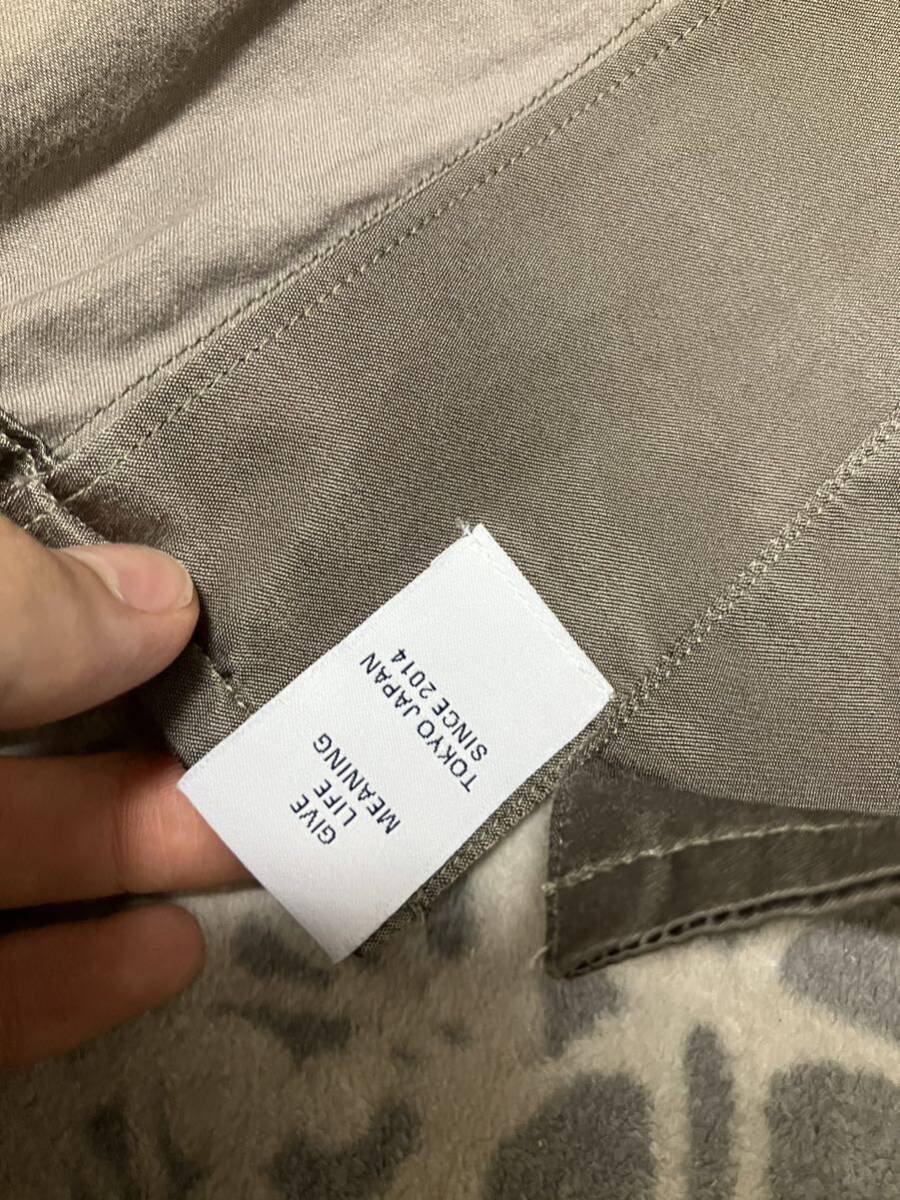 GIVE
LIFE
MEANING
TOKYO JAPAN
SINCE 2014